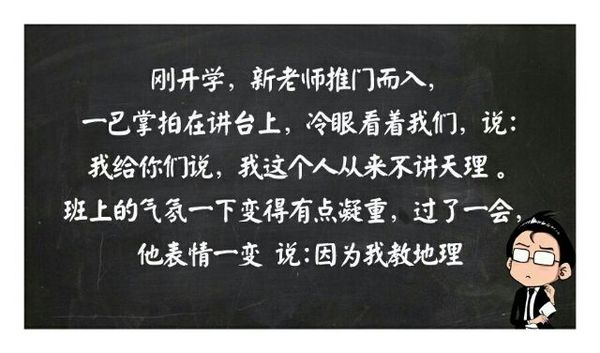 刚开学，新老师推门而入，
一巴掌拍在讲台上，冷眼看着我们，说：
我给你们说，我这个人从来不讲天理。
班上的气氛一下变得有点凝重，过了一会，
他表情一变 说：因为我教地理